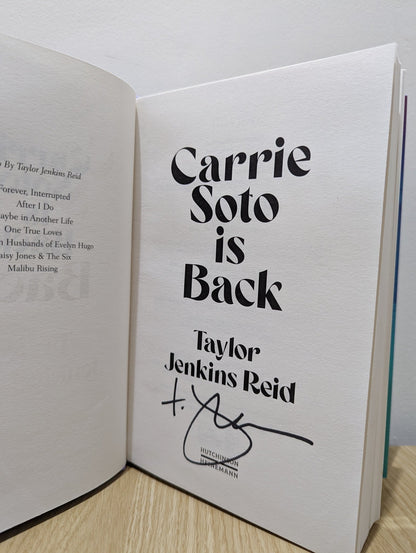 By Taylor Jenkins Reid
Forever, Interrupted
After I Do
Maybe in Another Life
One True Loves
Husbands of Evelyn Hugo
Daisy Jones & The Six
Malibu Rising
Carrie
Soto
is
Back
Taylor
Jenkins Reid
HUTCHINSON
HEINEMANN